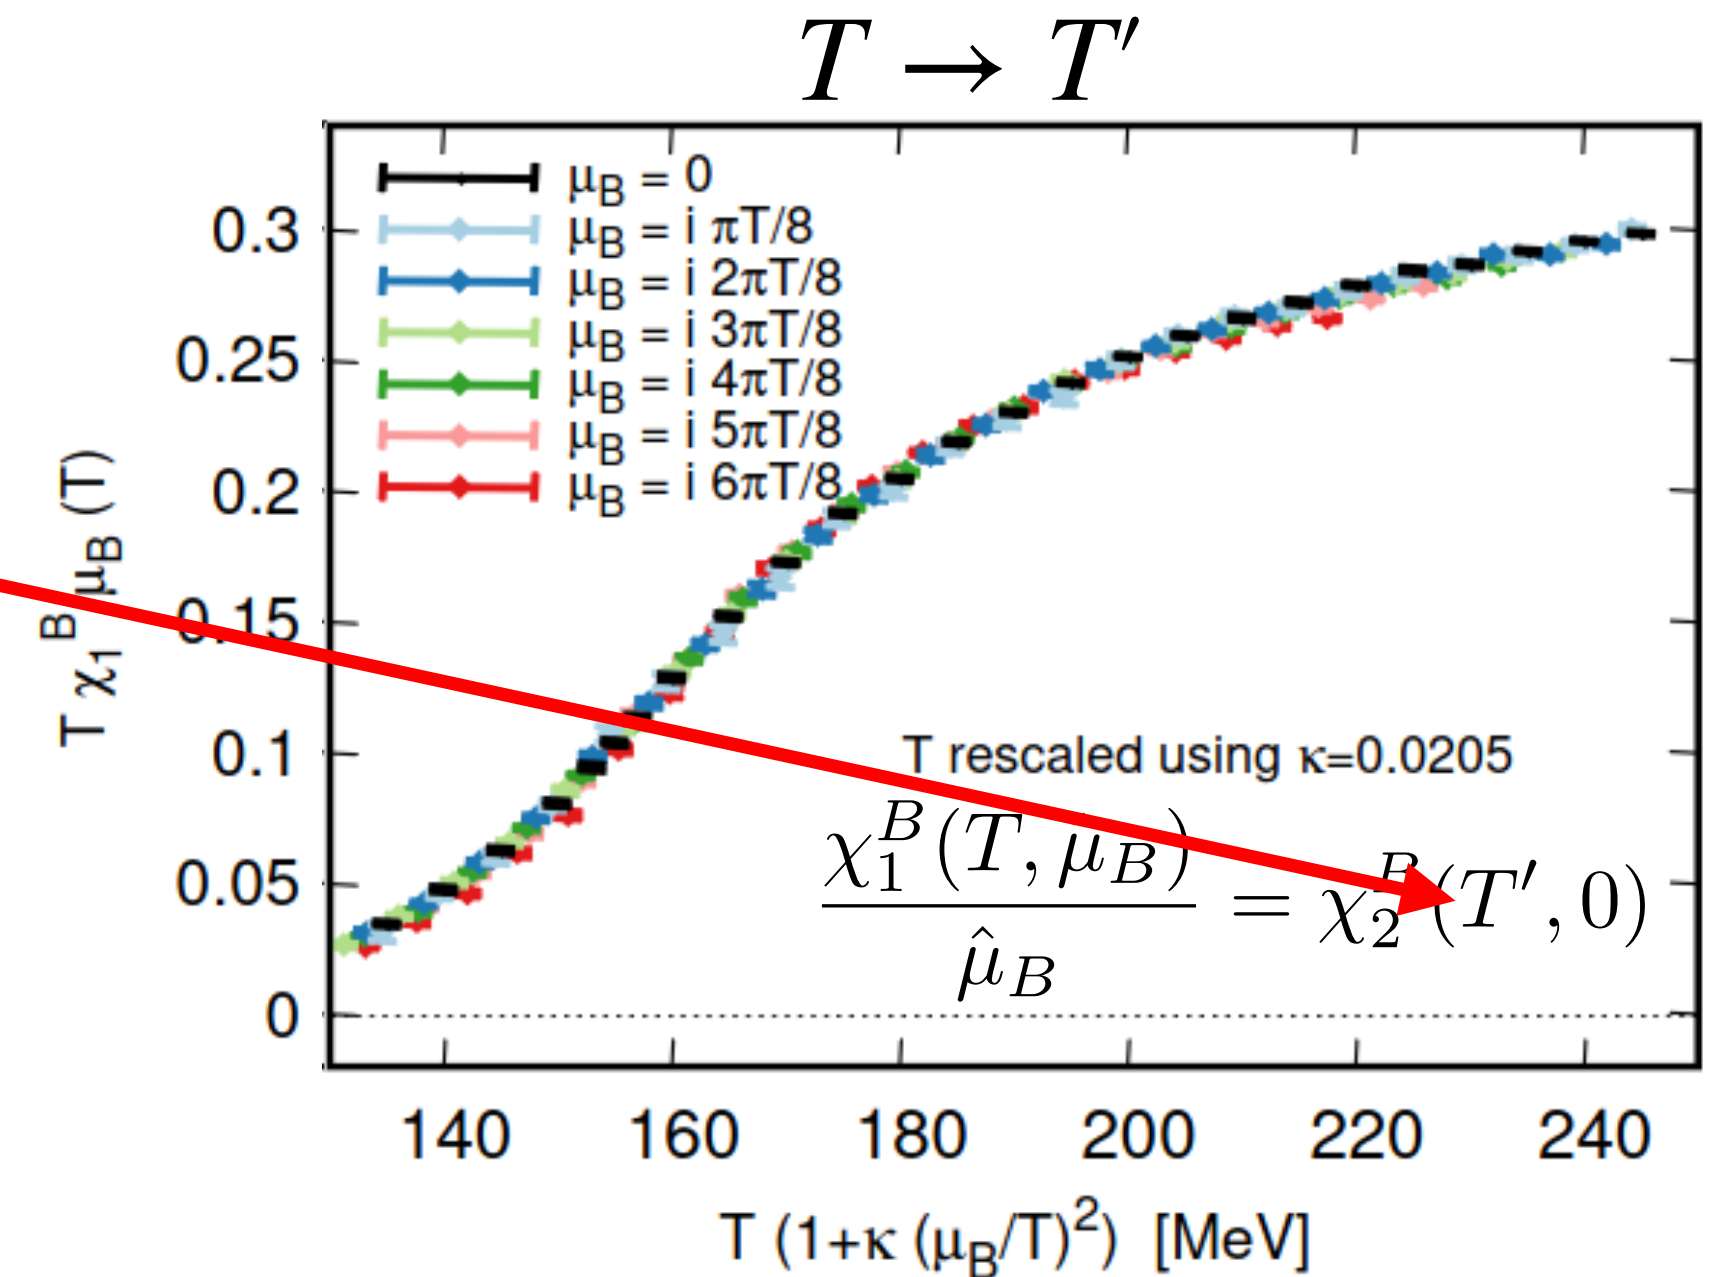 T → T′
μB = 0
μB = i πT/8
μB = i 2πT/8
μB = i 3πT/8
μB = i 4πT/8
μB = i 5πT/8
μB = i 6πT/8
0.3
0.25
0.2
0.15
0.1
0.05
0
T χ₁ᴮ μB (T)
T rescaled using κ=0.0205
χ₁ᴮ(T, μB) / μ̂B = χ₂ᴮ(T′, 0)
140 160 180 200 220 240
T (1+κ (μB/T)²) [MeV]